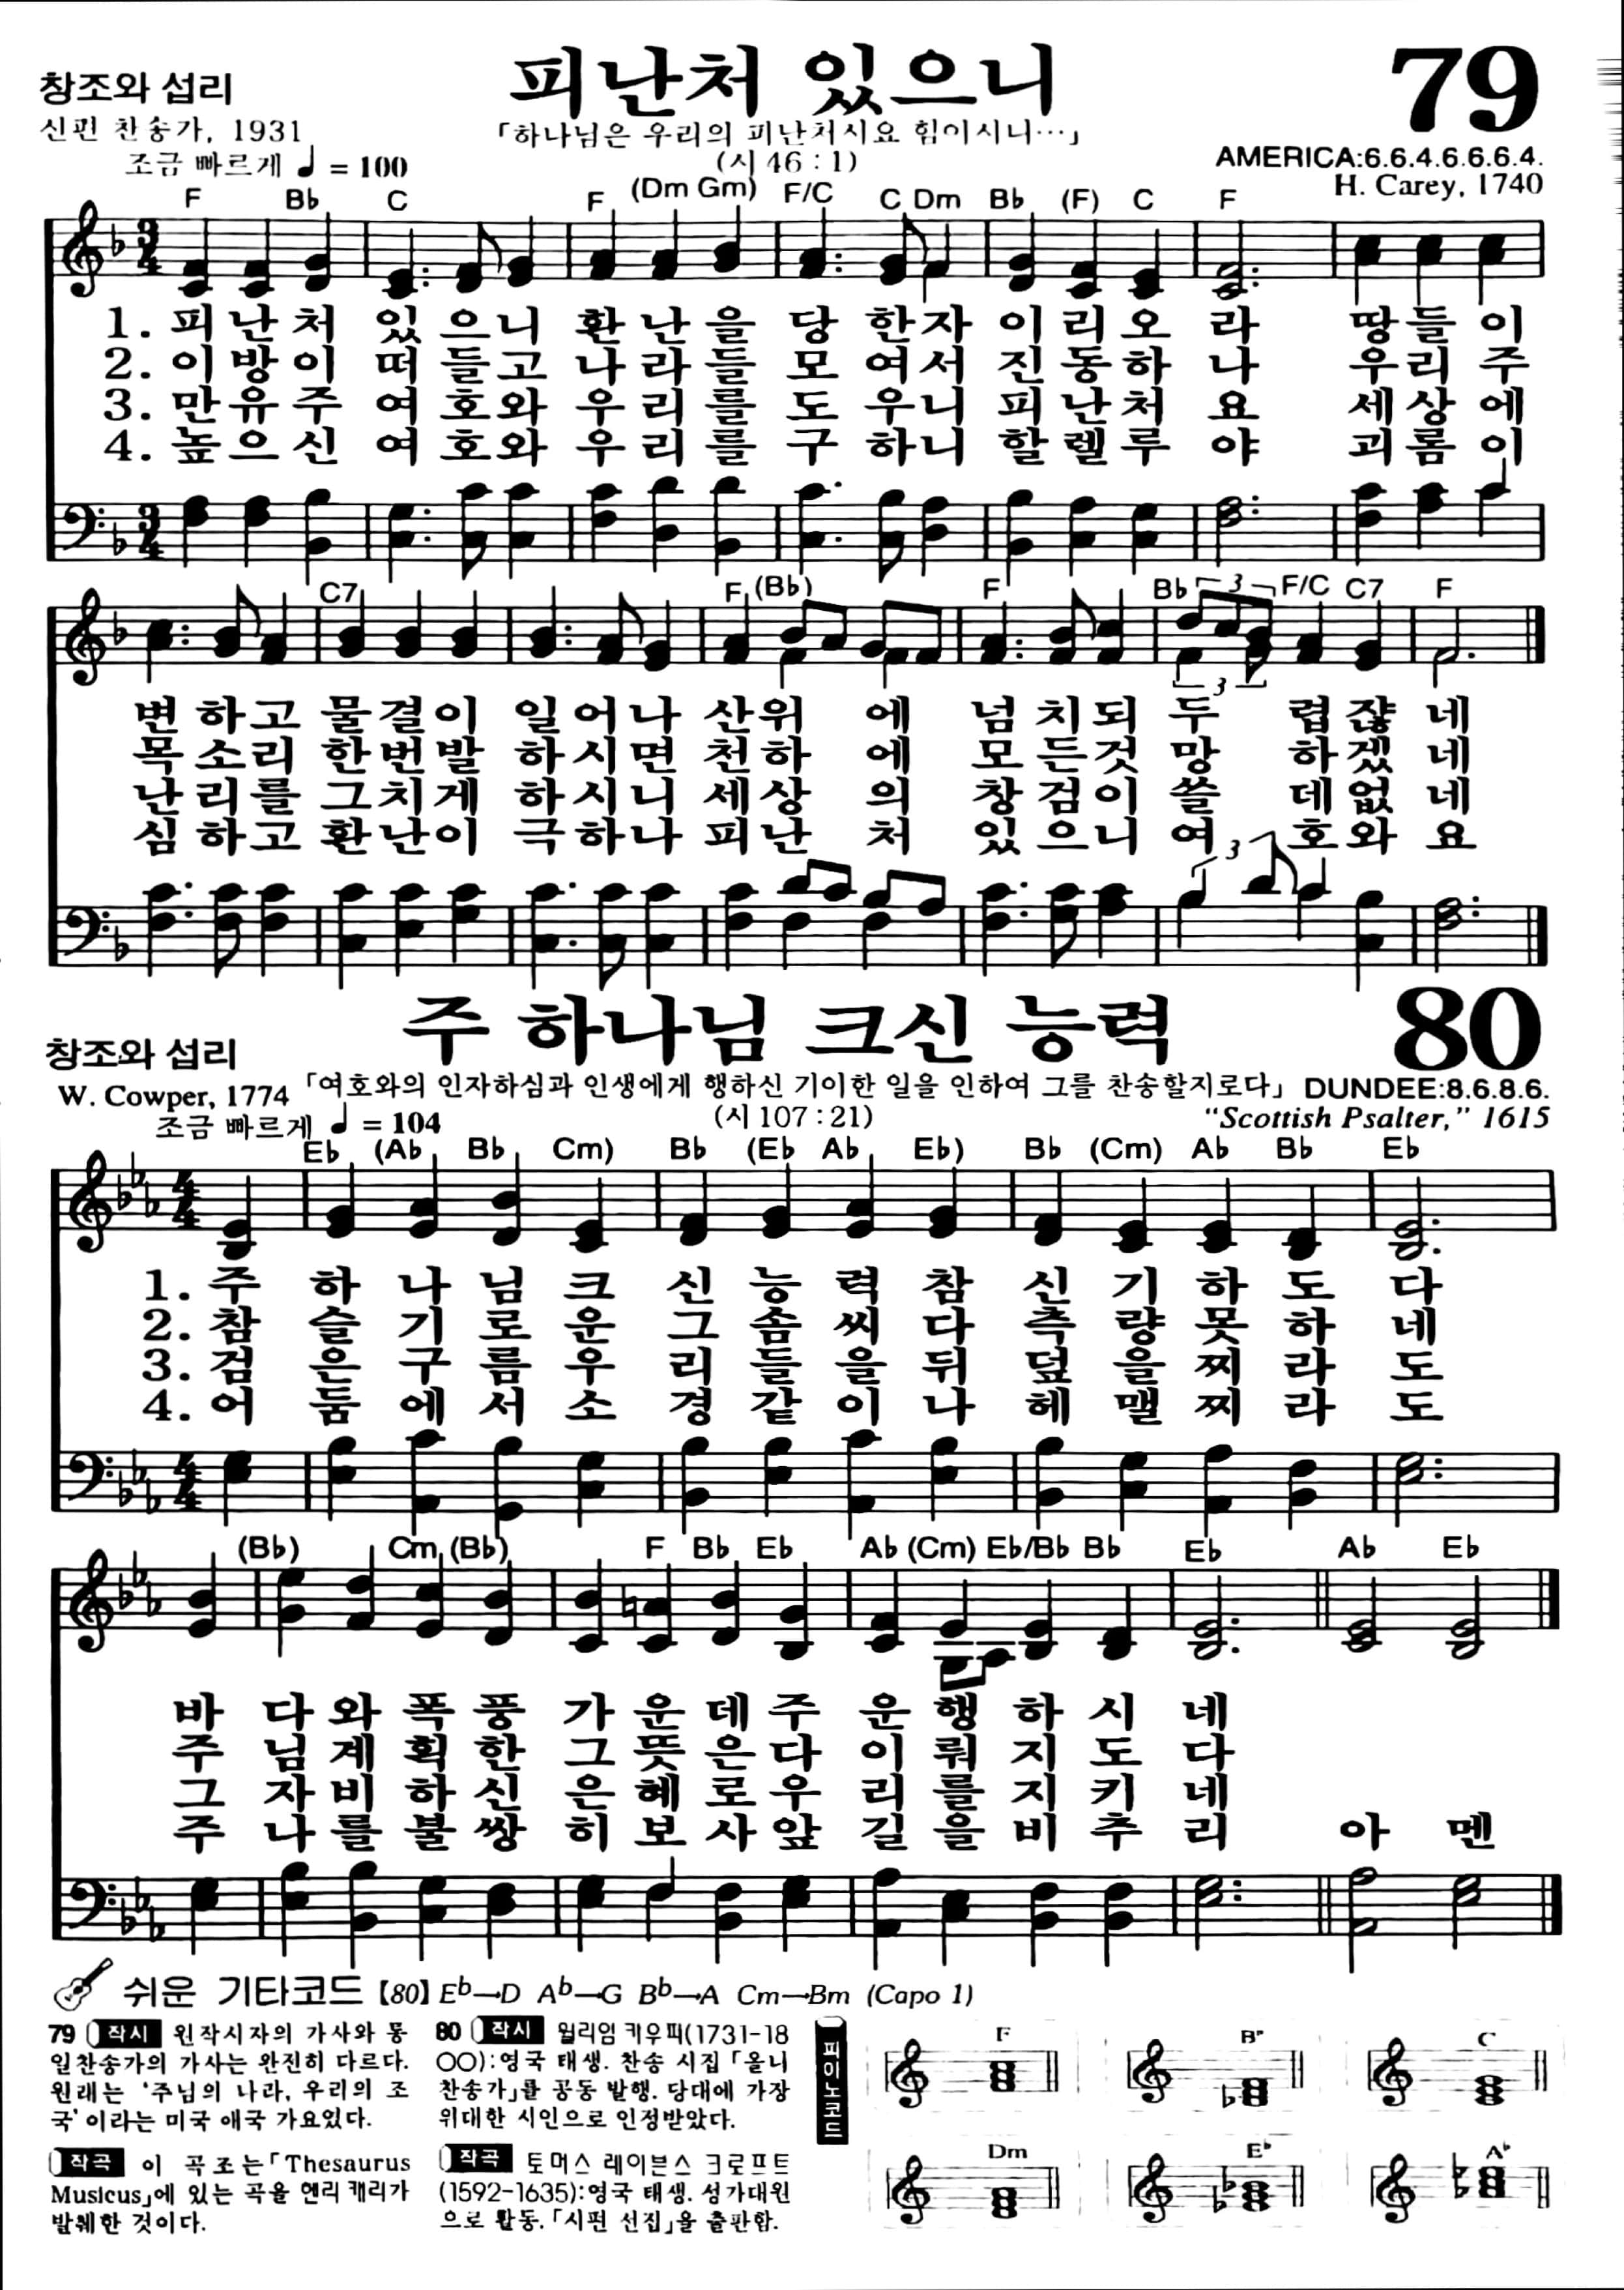 창조와 섭리
피난처 있으니
79
신편 찬송가, 1931
「하나님은 우리의 피난처시요 힘이시니…」
조금 빠르게 ♩ = 100
(시 46 : 1)
AMERICA:6.6.4.6.6.6.4.
H. Carey, 1740
F B♭ C F (Dm Gm) F/C C Dm B♭ (F) C F
3/4
1. 피 난 처 있 으 니 환 난 을 당 한 자 이 리 오 라 땅 들 이
2. 이 방 이 떠 들 고 나 라 들 모 여 서 진 동 하 나 우 리 주
3. 만 유 주 여 호 와 우 리 를 도 우 니 피 난 처 요 세 상 에
4. 높 으 신 여 호 와 우 리 를 구 하 니 할 렐 루 야 괴 롬 이
3/4
C7 F (B♭) F B♭ 3 F/C C7 F
3
변 하 고 물 결 이 일 어 나 산 위 에 넘 치 되 두 렵 잖 네
목 소 리 한 번 발 하 시 면 천 하 에 모 든 것 망 하 겠 네
난 리 를 그 치 게 하 시 니 세 상 의 창 검 이 쓸 데 없 네
심 하 고 환 난 이 극 하 나 피 난 처 있 으 니 여 호 와 요
3
창조와 섭리
주 하나님 크신 능력
80
W. Cowper, 1774
「여호와의 인자하심과 인생에게 행하신 기이한 일을 인하여 그를 찬송할지로다」
DUNDEE:8.6.8.6.
조금 빠르게 ♩ = 104
(시 107 : 21)
"Scottish Psalter," 1615
E♭ (A♭ B♭ Cm) B♭ (E♭ A♭ E♭) B♭ (Cm) A♭ B♭ E♭
4/4
1. 주 하 나 님 크 신 능 력 참 신 기 하 도 다
2. 참 슬 기 로 운 그 솜 씨 다 측 량 못 하 네
3. 검 은 구 름 우 리 들 을 뒤 덮 을 찌 라 도
4. 어 둠 에 서 소 경 같 이 나 헤 맬 찌 라 도
4/4
(B♭) Cm (B♭) F B♭ E♭ A♭ (Cm) E♭/B♭ B♭ E♭ A♭ E♭
바 다 와 폭 풍 가 운 데 주 운 행 하 시 네
주 님 계 획 한 그 뜻 은 다 이 뤄 지 도 다
그 자 비 하 신 은 혜 로 우 리 를 지 키 네
주 나 를 불 쌍 히 보 사 앞 길 을 비 추 리 아 멘
쉬운 기타코드 【80】 E♭→D A♭→G B♭→A Cm→Bm (Capo 1)
79 작시 원작시자의 가사와 통
일찬송가의 가사는 완전히 다르다.
원래는 '주님의 나라, 우리의 조
국'이라는 미국 애국 가요였다.
작곡 이 곡조는「Thesaurus
Musicus」에 있는 곡을 헨리 캐리가
발췌한 것이다.
80 작시 윌리엄 카우퍼(1731-18
00):영국 태생. 찬송 시집「올니
찬송가」를 공동 발행. 당대에 가장
위대한 시인으로 인정받았다.
작곡 토머스 레이븐스 크로프트
(1592-1635):영국 태생. 성가대원
으로 활동.「시편 선집」을 출판함.
피아노코드
F B♭ C
Dm E♭ A♭